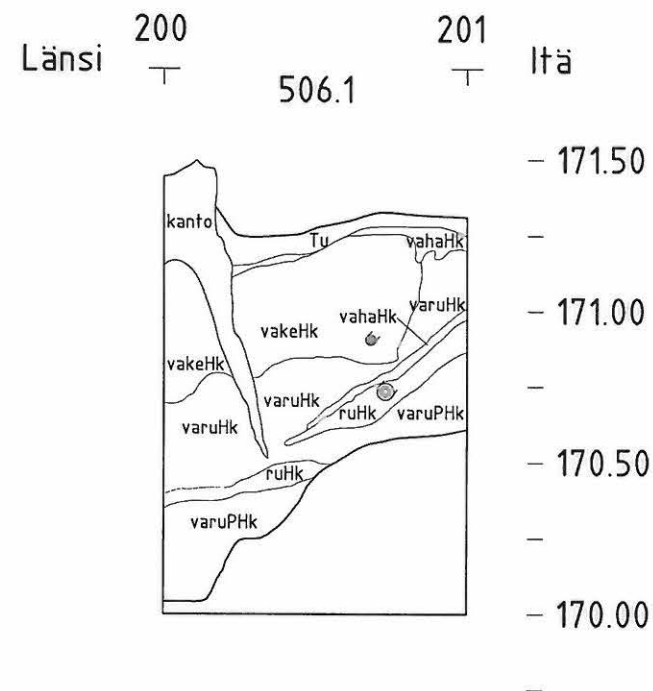 200 201
Länsi Itä
506.1
171.50
kanto
Tu vahaHk
varuHk
vahaHk
171.00
vakeHk
vakeHk
varuHk
ruHk varuPHk
varuHk
170.50
ruHk
varuPHk
170.00